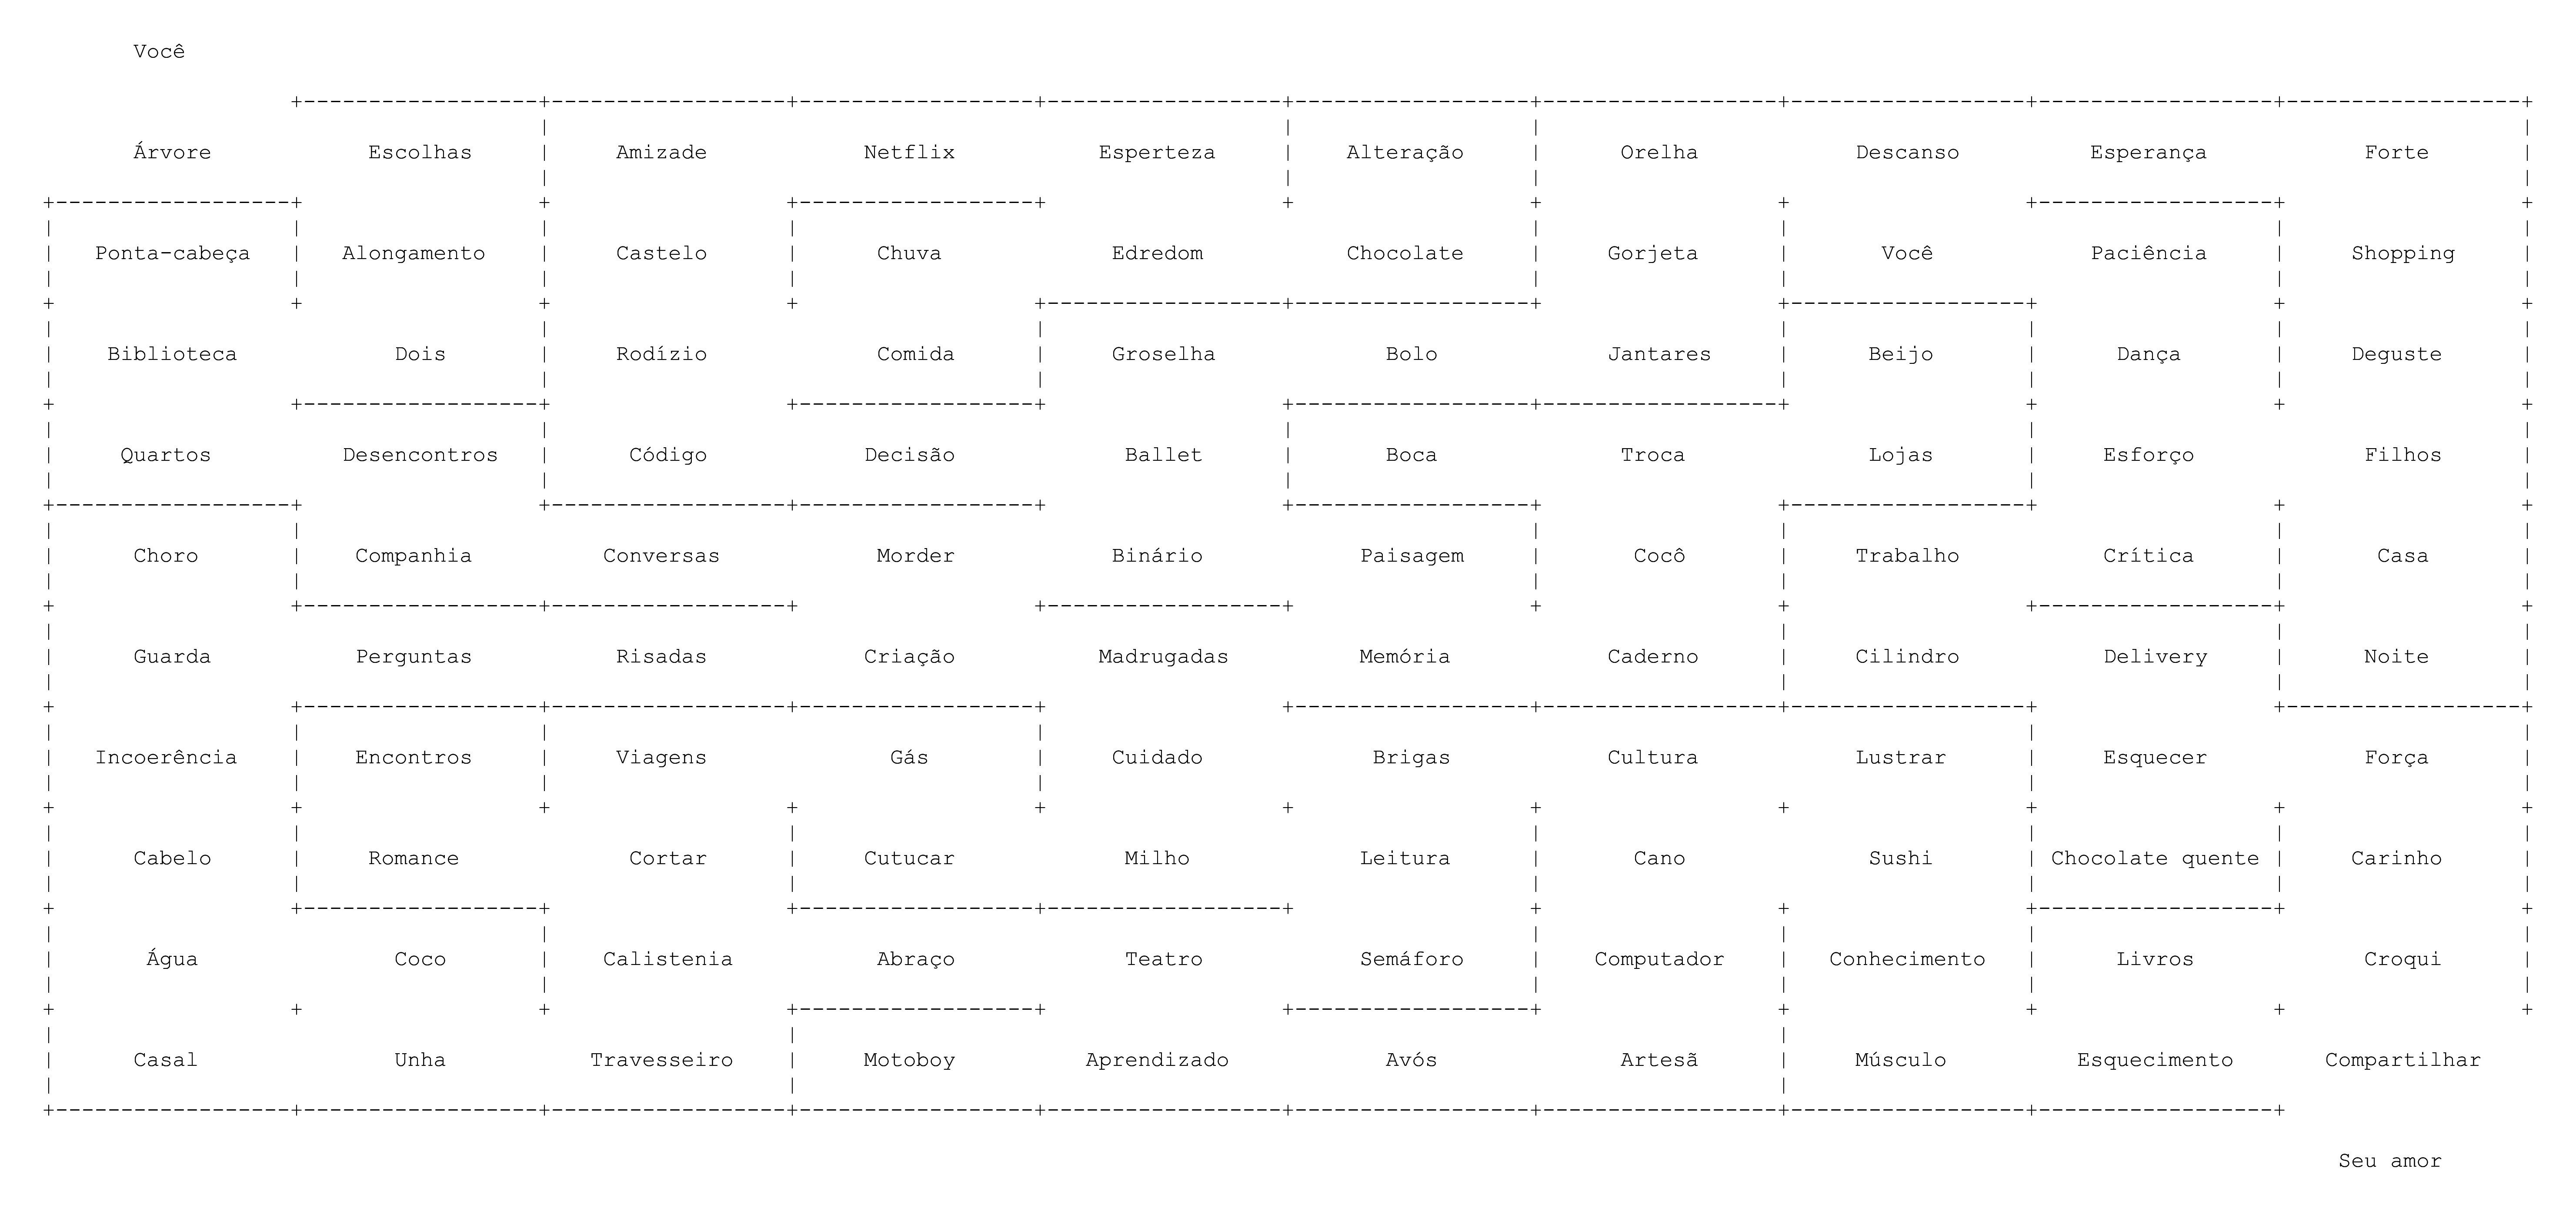 Você
Árvore Escolhas Amizade Netflix Esperteza Alteração Orelha Descanso Esperança Forte
Ponta-cabeça Alongamento Castelo Chuva Edredom Chocolate Gorjeta Você Paciência Shopping
Biblioteca Dois Rodízio Comida Groselha Bolo Jantares Beijo Dança Deguste
Quartos Desencontros Código Decisão Ballet Boca Troca Lojas Esforço Filhos
Choro Companhia Conversas Morder Binário Paisagem Cocô Trabalho Crítica Casa
Guarda Perguntas Risadas Criação Madrugadas Memória Caderno Cilindro Delivery Noite
Incoerência Encontros Viagens Gás Cuidado Brigas Cultura Lustrar Esquecer Força
Cabelo Romance Cortar Cutucar Milho Leitura Cano Sushi Chocolate quente Carinho
Água Coco Calistenia Abraço Teatro Semáforo Computador Conhecimento Livros Croqui
Casal Unha Travesseiro Motoboy Aprendizado Avós Artesã Músculo Esquecimento Compartilhar
Seu amor